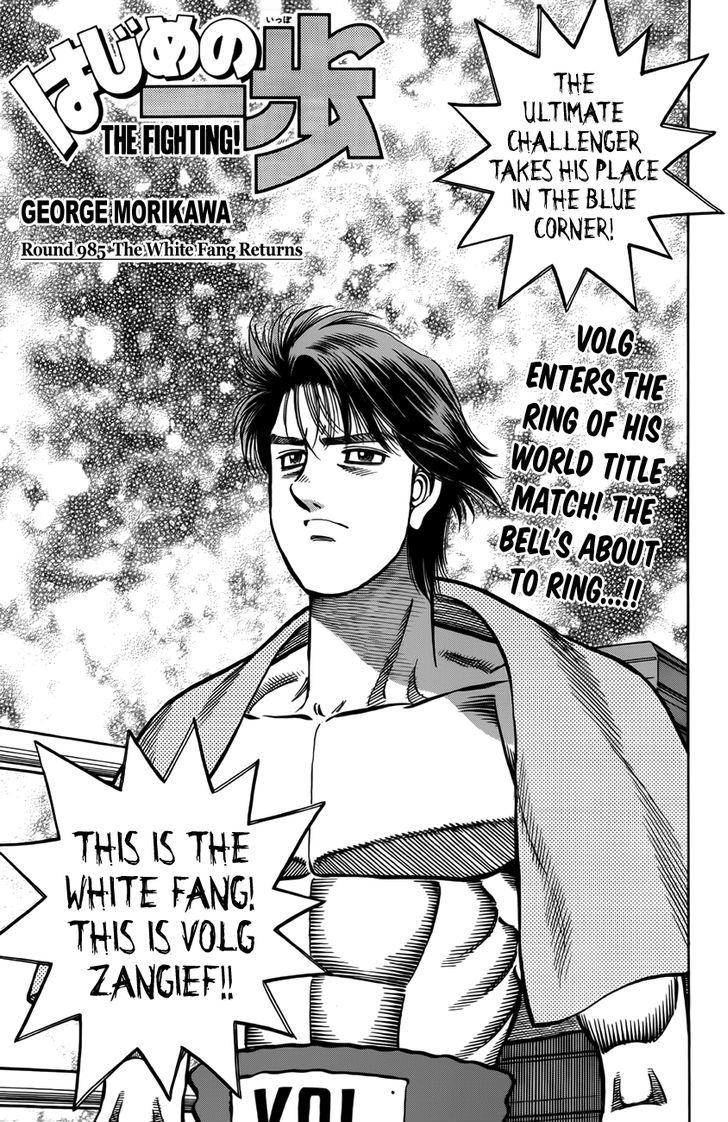 はじめの一歩
いっぽ
THE FIGHTING!
GEORGE MORIKAWA
Round 985·The White Fang Returns
THE
ULTIMATE
CHALLENGER
TAKES HIS PLACE
IN THE BLUE
CORNER!
VOLG
ENTERS THE
RING OF HIS
WORLD TITLE
MATCH! THE
BELL'S ABOUT
TO RING...!!
THIS IS THE
WHITE FANG!
THIS IS VOLG
ZANGIEF!!
VOL